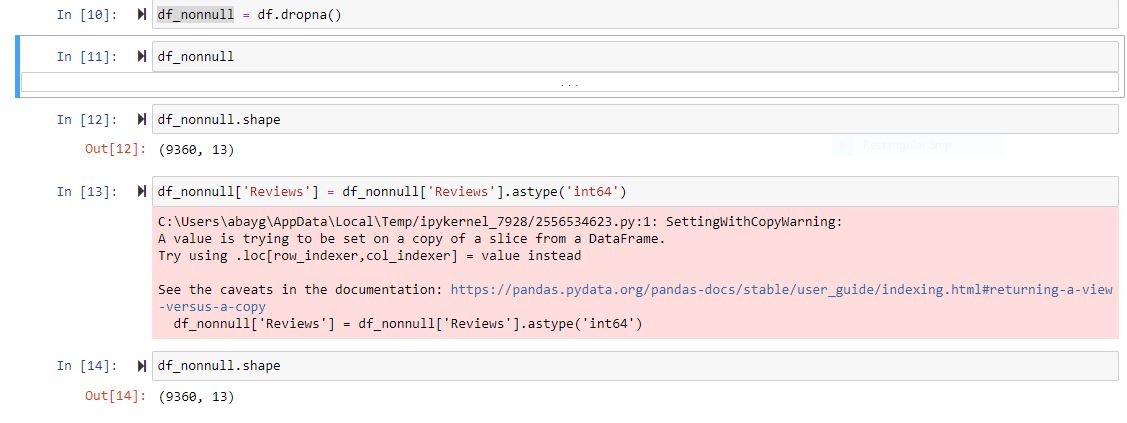 In [10]: df_nonnull = df.dropna()
In [11]: df_nonnull
...
In [12]: df_nonnull.shape
Rectangular Snip
Out[12]: (9360, 13)
In [13]: df_nonnull['Reviews'] = df_nonnull['Reviews'].astype('int64')
C:\Users\abayg\AppData\Local\Temp/ipykernel_7928/2556534623.py:1: SettingWithCopyWarning:
A value is trying to be set on a copy of a slice from a DataFrame.
Try using .loc[row_indexer,col_indexer] = value instead
See the caveats in the documentation: https://pandas.pydata.org/pandas-docs/stable/user_guide/indexing.html#returning-a-view
-versus-a-copy
df_nonnull['Reviews'] = df_nonnull['Reviews'].astype('int64')
In [14]: df_nonnull.shape
Out[14]: (9360, 13)